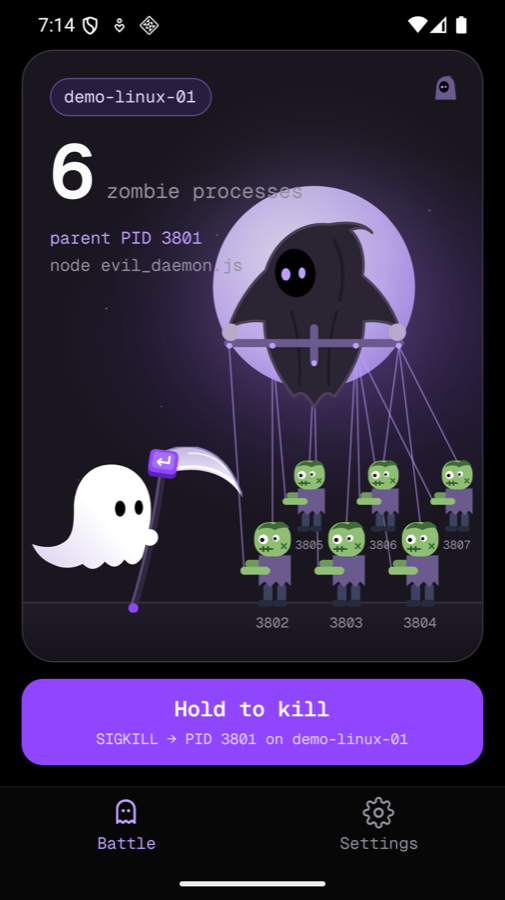 7:14
demo-linux-01
6 zombie processes
parent PID 3801
node evil_daemon.js
3805 3806 3807
3802 3803 3804
Hold to kill
SIGKILL → PID 3801 on demo-linux-01
Battle Settings